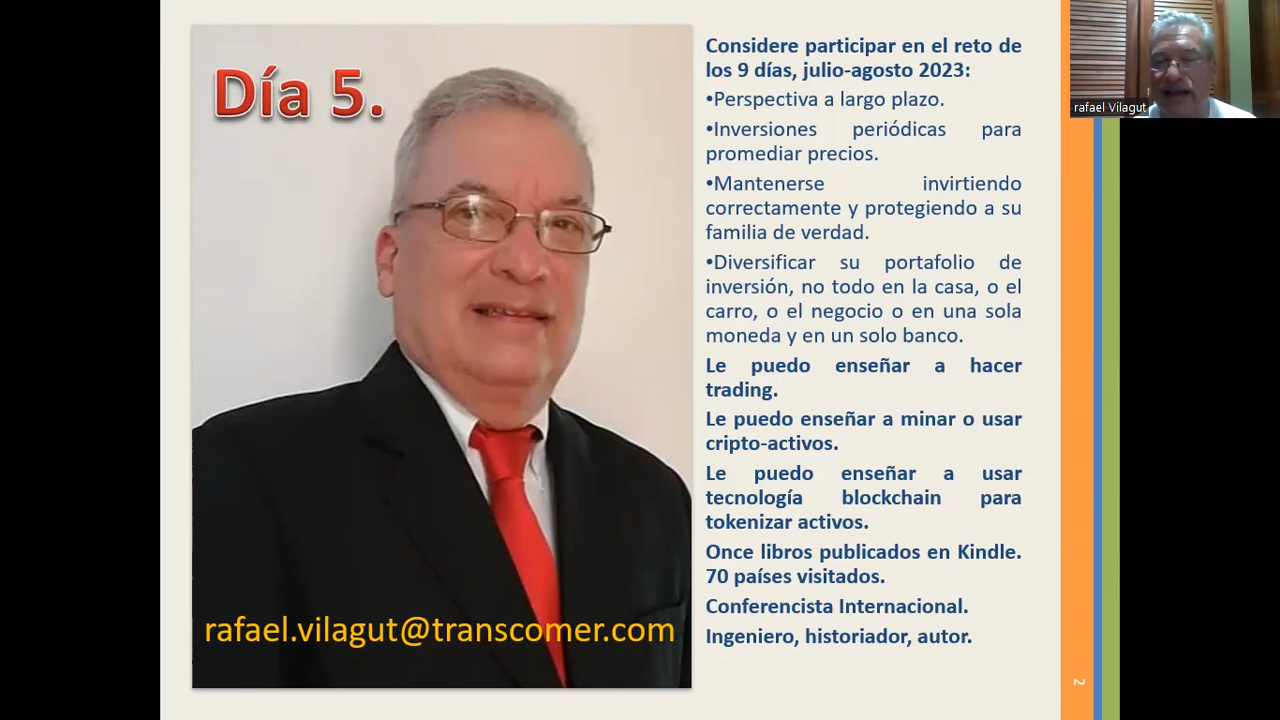 Día 5.
rafael.vilagut@transcomer.com
Considere participar en el reto de
los 9 días, julio-agosto 2023:
•Perspectiva a largo plazo.
•Inversiones periódicas para
promediar precios.
•Mantenerse invirtiendo
correctamente y protegiendo a su
familia de verdad.
•Diversificar su portafolio de
inversión, no todo en la casa, o el
carro, o el negocio o en una sola
moneda y en un solo banco.
Le puedo enseñar a hacer
trading.
Le puedo enseñar a minar o usar
cripto-activos.
Le puedo enseñar a usar
tecnología blockchain para
tokenizar activos.
Once libros publicados en Kindle.
70 países visitados.
Conferencista Internacional.
Ingeniero, historiador, autor.
rafael Vilagut
2